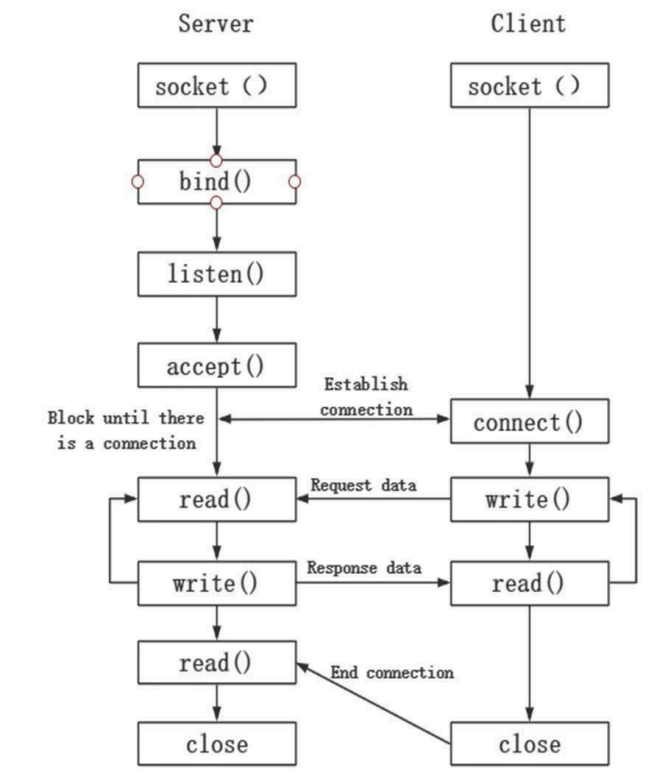 Server
Client
socket ()
socket ()
bind()
listen()
accept()
Establish
connection
Block until there
is a connection
connect()
read()
Request data
write()
write()
Response data
read()
read()
End connection
close
close